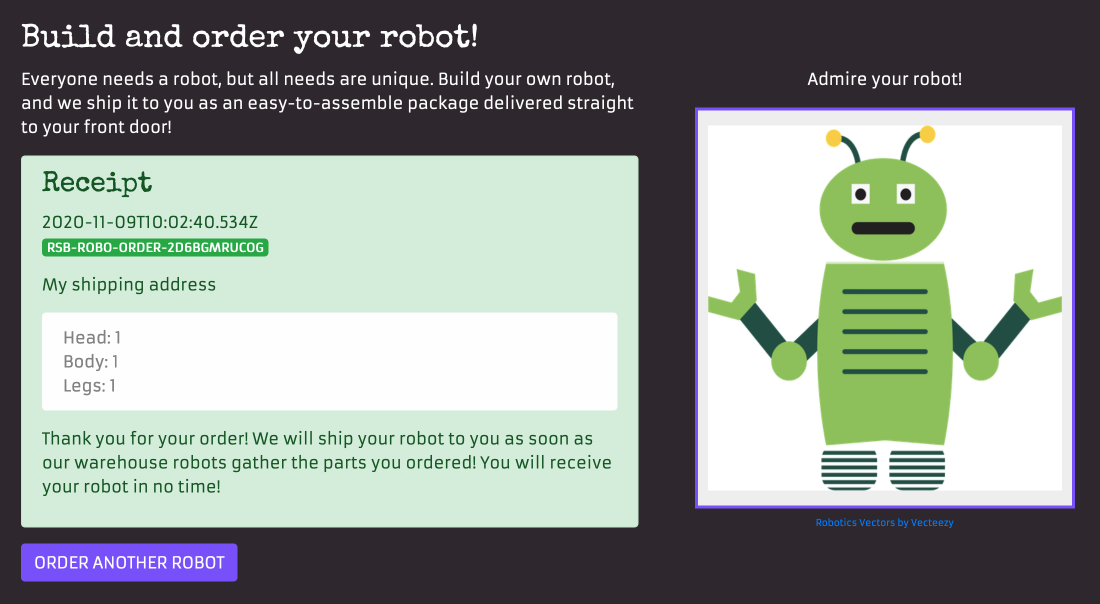 Build and order your robot!
Everyone needs a robot, but all needs are unique. Build your own robot,
and we ship it to you as an easy-to-assemble package delivered straight
to your front door!
Receipt
2020-11-09T10:02:40.534Z
RSB-ROBO-ORDER-2D6BGMRUCOG
My shipping address
Head: 1
Body: 1
Legs: 1
Thank you for your order! We will ship your robot to you as soon as
our warehouse robots gather the parts you ordered! You will receive
your robot in no time!
ORDER ANOTHER ROBOT
Admire your robot!
Robotics Vectors by Vecteezy